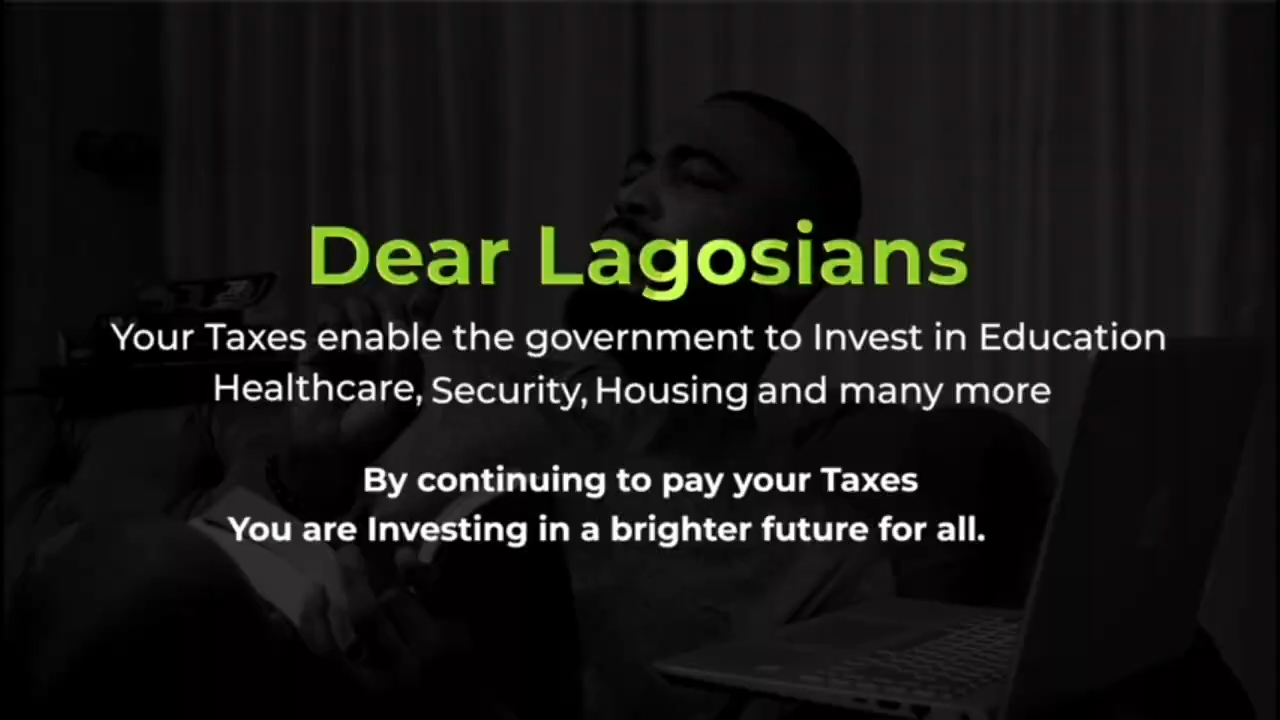 Dear Lagosians
Your Taxes enable the government to Invest in Education
Healthcare, Security, Housing and many more
By continuing to pay your Taxes
You are Investing in a brighter future for all.